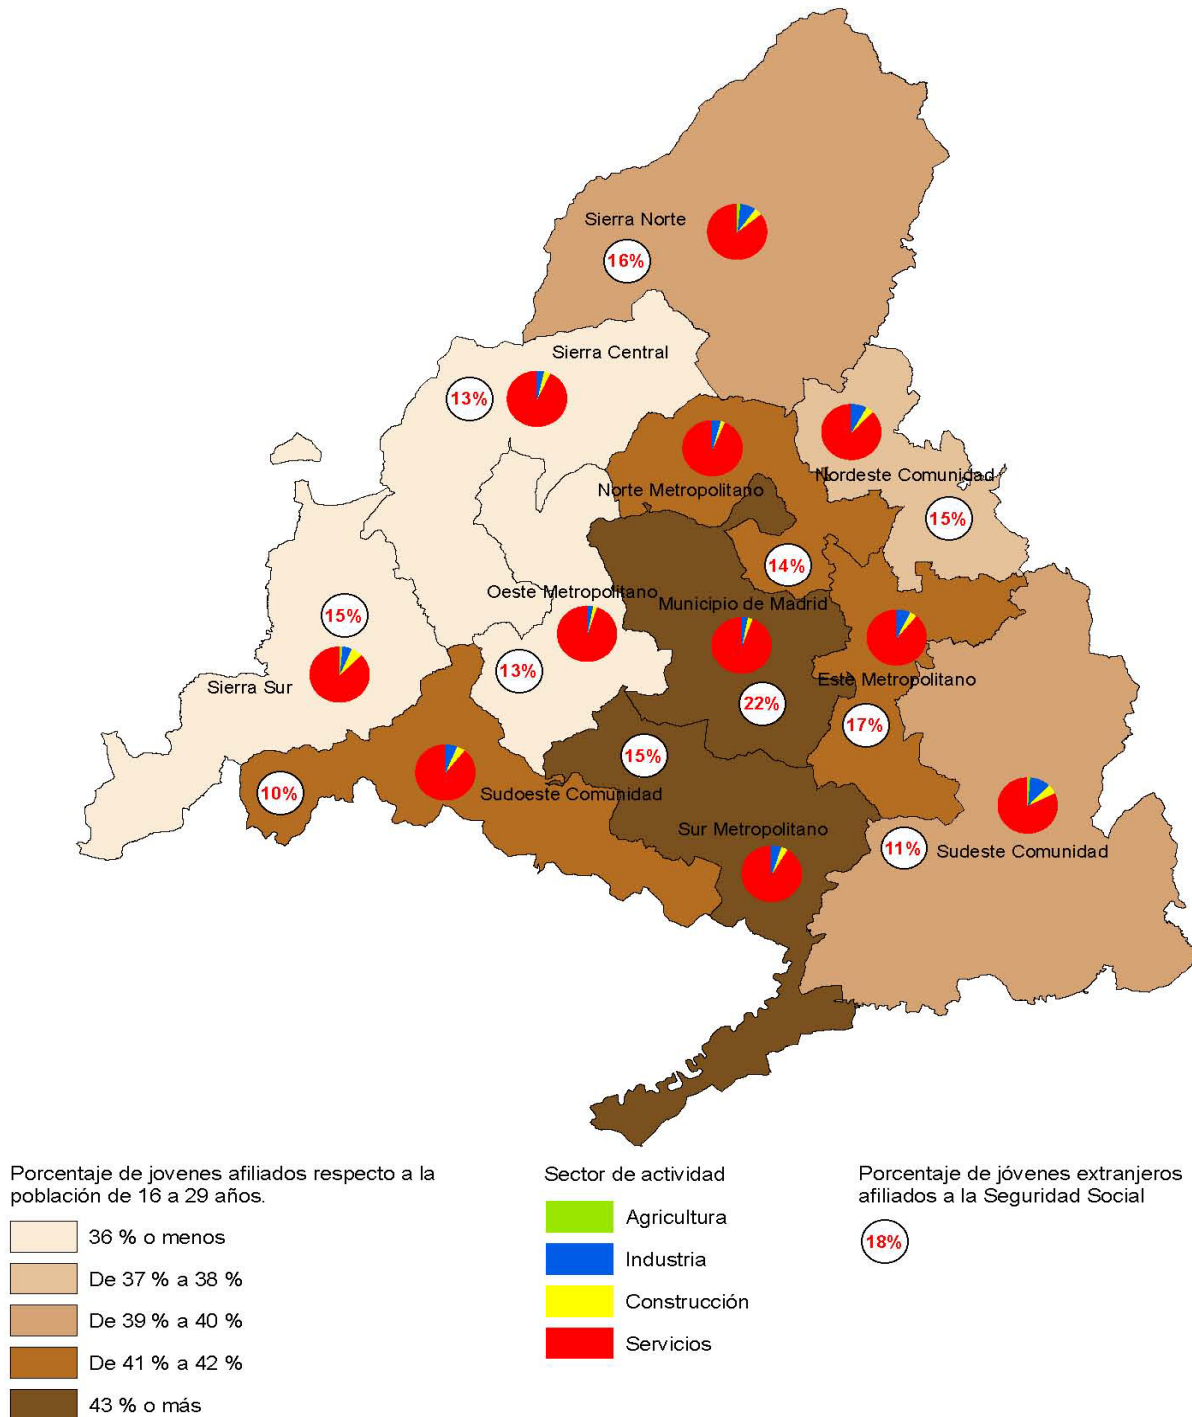 Sierra Norte
16%
Sierra Central
13%
Nordeste Comunidad
15%
Norte Metropolitano
14%
Oeste Metropolitano
13%
Municipio de Madrid
22%
15%
Sierra Sur
Este Metropolitano
17%
15%
10%
Sudoeste Comunidad
Sur Metropolitano
11%
Sudeste Comunidad
Porcentaje de jovenes afiliados respecto a la
población de 16 a 29 años.
36 % o menos
De 37 % a 38 %
De 39 % a 40 %
De 41 % a 42 %
43 % o más
Sector de actividad
Agricultura
Industria
Construcción
Servicios
Porcentaje de jóvenes extranjeros
afiliados a la Seguridad Social
18%